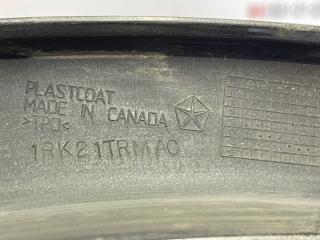 PLASTCOAT
MADE IN CANADA
>TPO<
1RK21TRMAC